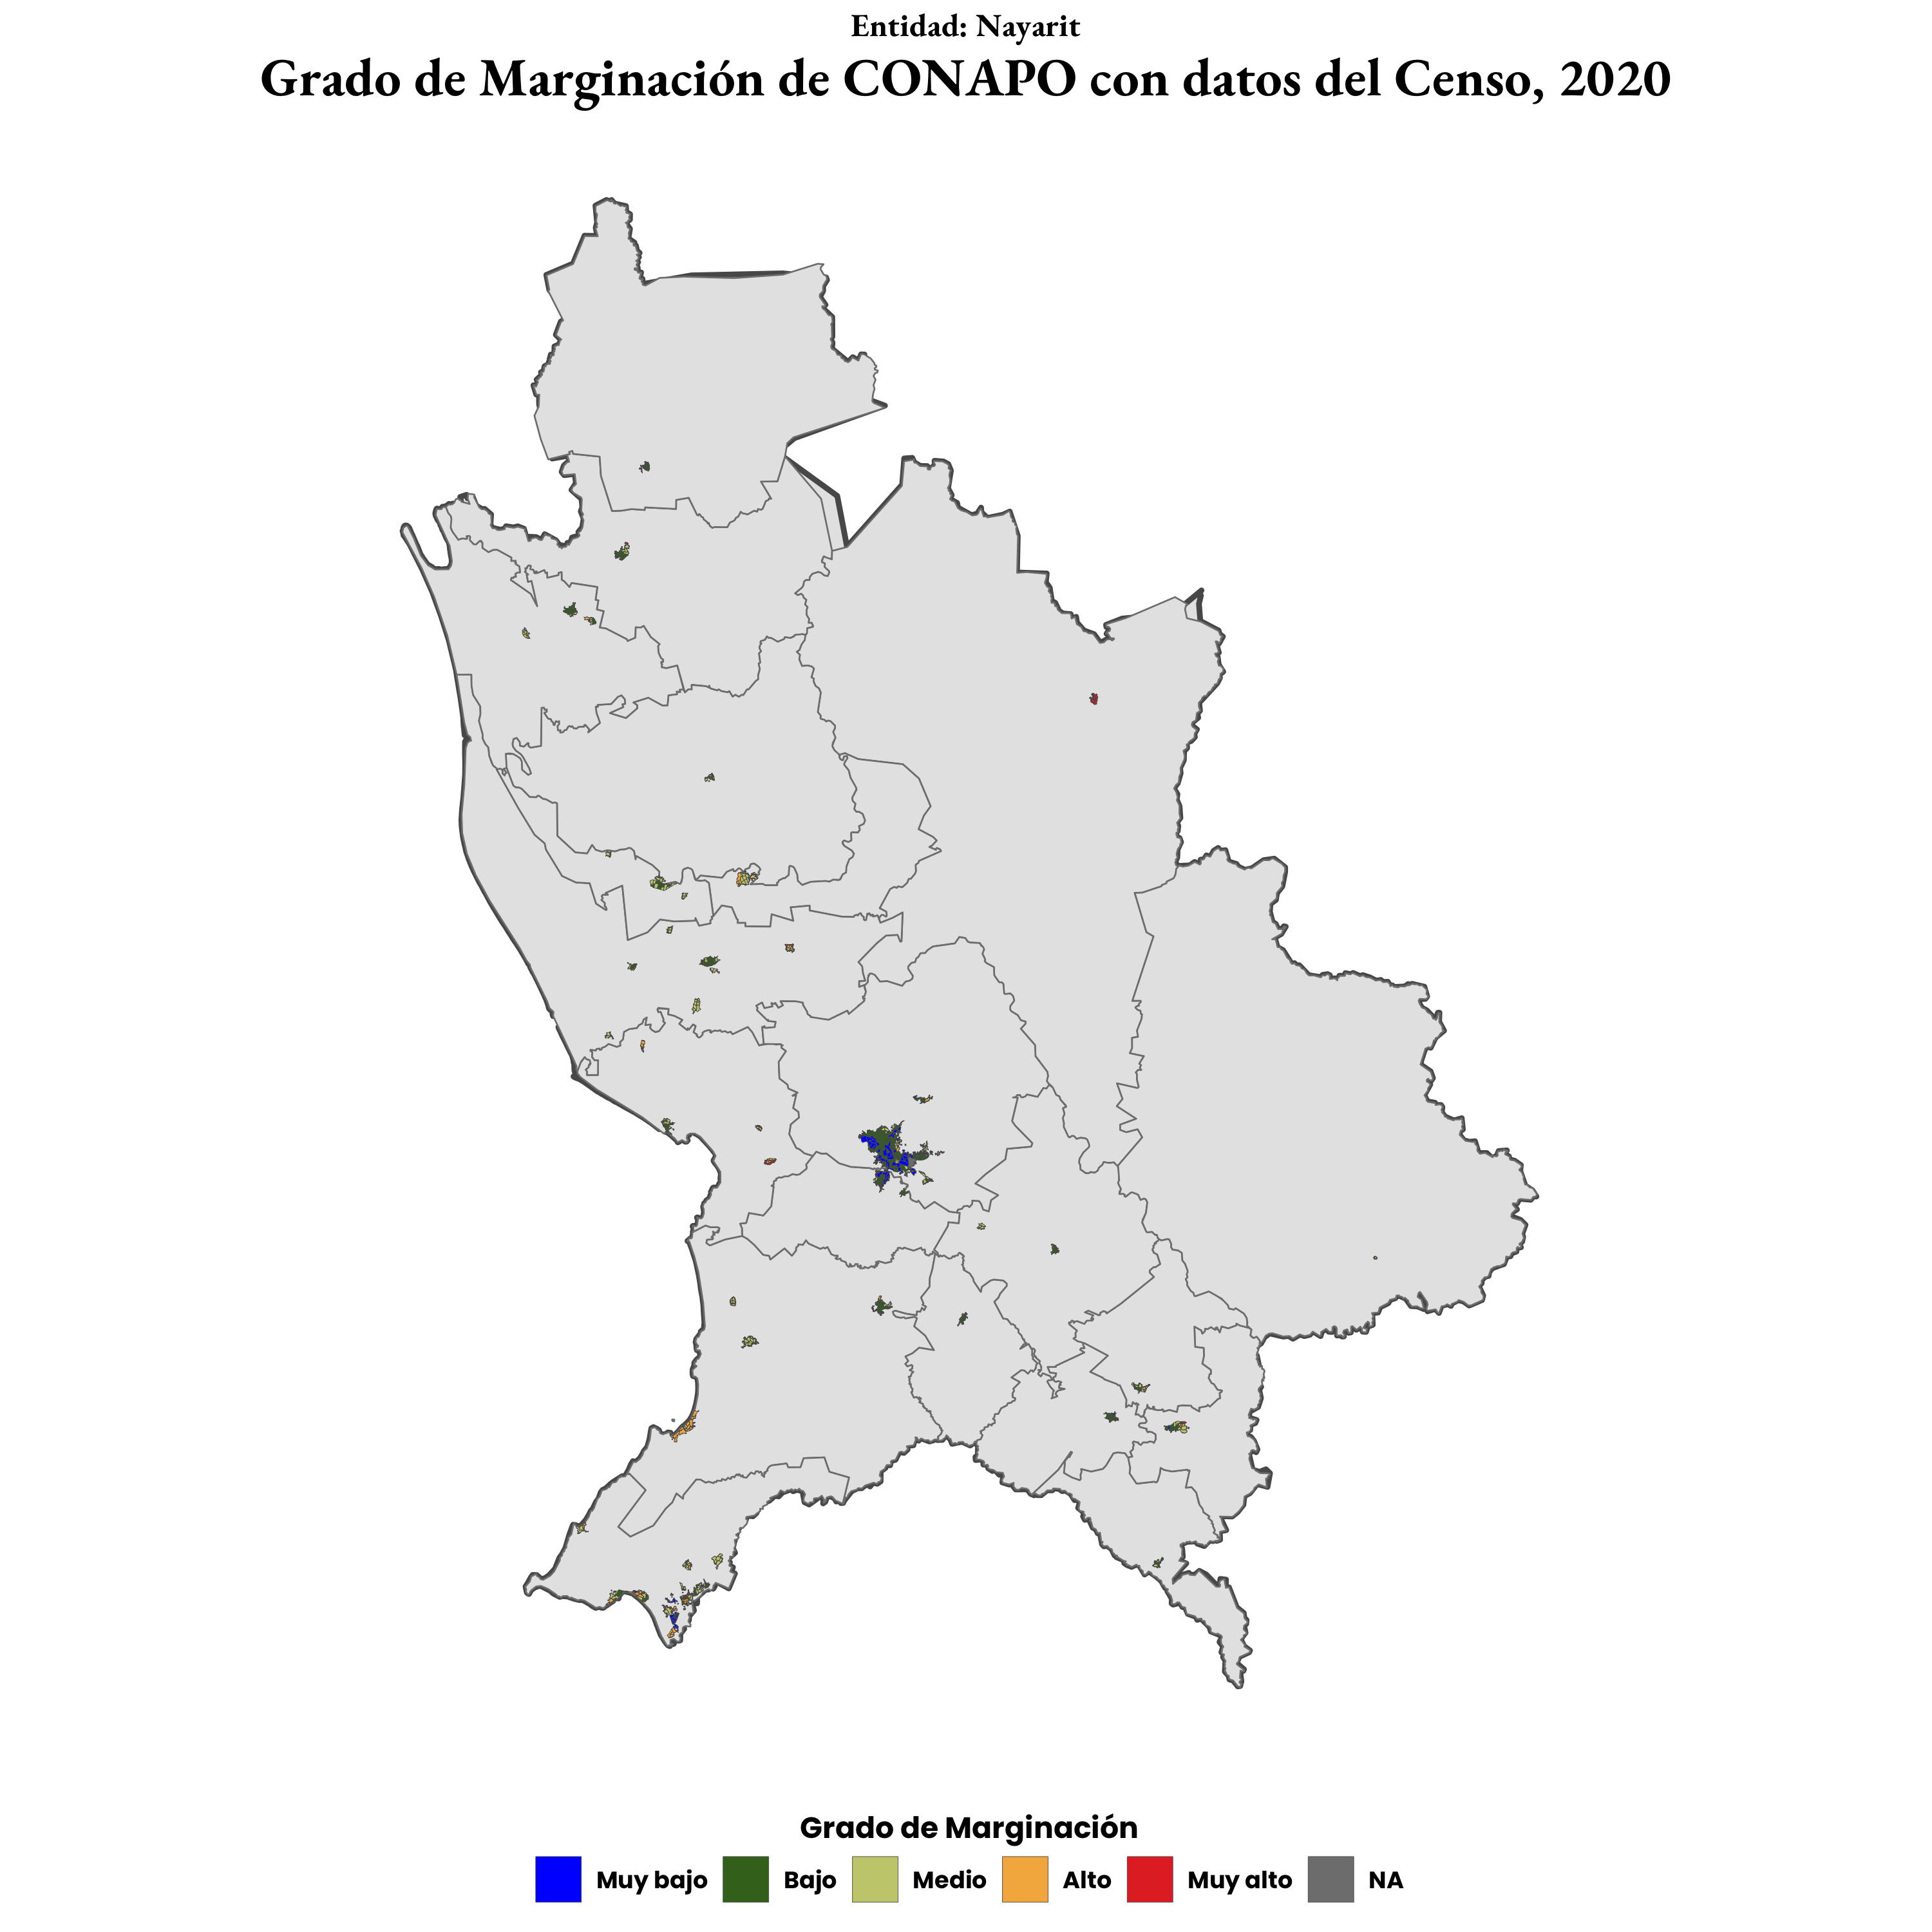 Entidad: Nayarit
Grado de Marginación de CONAPO con datos del Censo, 2020
Grado de Marginación
Muy bajo Bajo Medio Alto Muy alto NA